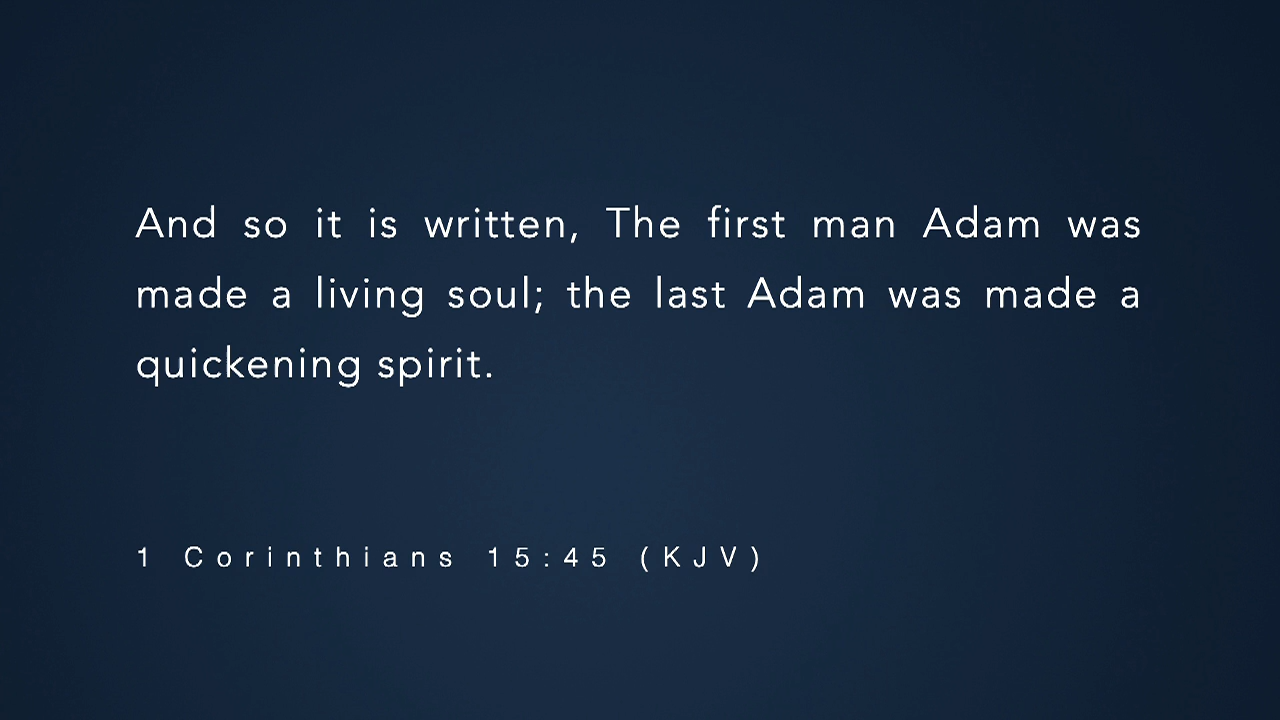 And so it is written, The first man Adam was
made a living soul; the last Adam was made a
quickening spirit.
1 Corinthians 15:45 (KJV)